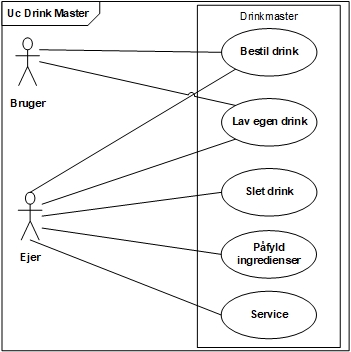 Uc Drink Master
Drinkmaster
Bestil drink
Bruger
Lav egen drink
Slet drink
Ejer
Påfyld
ingredienser
Service